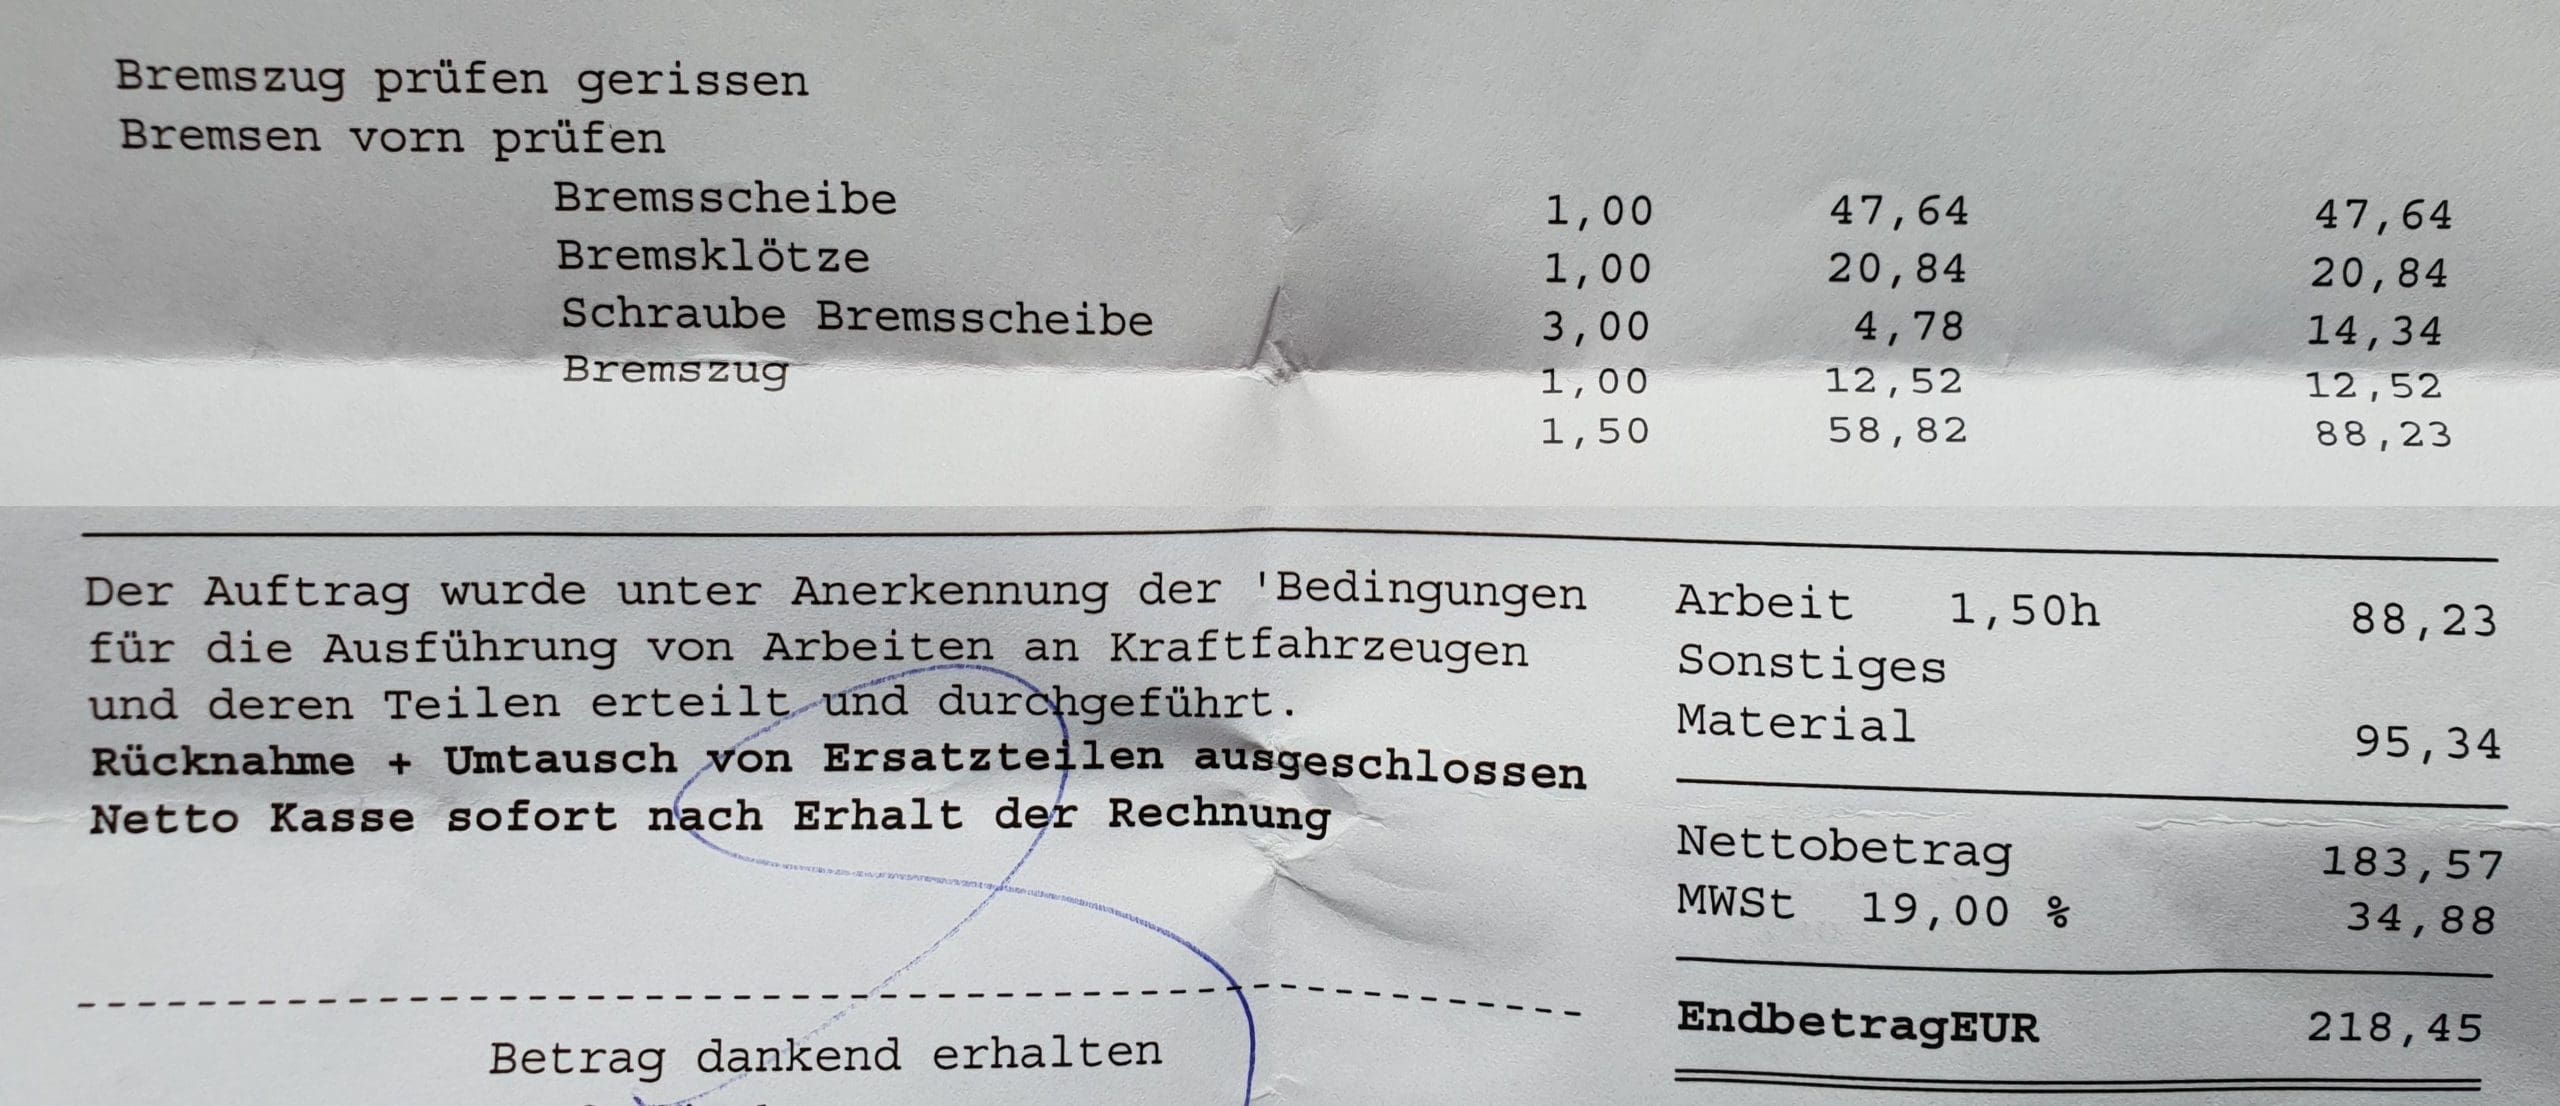 Bremszug prüfen gerissen
Bremsen vorn prüfen
Bremsscheibe 1,00 47,64 47,64
Bremsklötze 1,00 20,84 20,84
Schraube Bremsscheibe 3,00 4,78 14,34
Bremszug 1,00 12,52 12,52
1,50 58,82 88,23
Der Auftrag wurde unter Anerkennung der 'Bedingungen
für die Ausführung von Arbeiten an Kraftfahrzeugen
und deren Teilen erteilt und durchgeführt.
Rücknahme + Umtausch von Ersatzteilen ausgeschlossen
Netto Kasse sofort nach Erhalt der Rechnung
Arbeit 1,50h 88,23
Sonstiges
Material 95,34
Nettobetrag 183,57
MWSt 19,00 % 34,88
EndbetragEUR 218,45
Betrag dankend erhalten